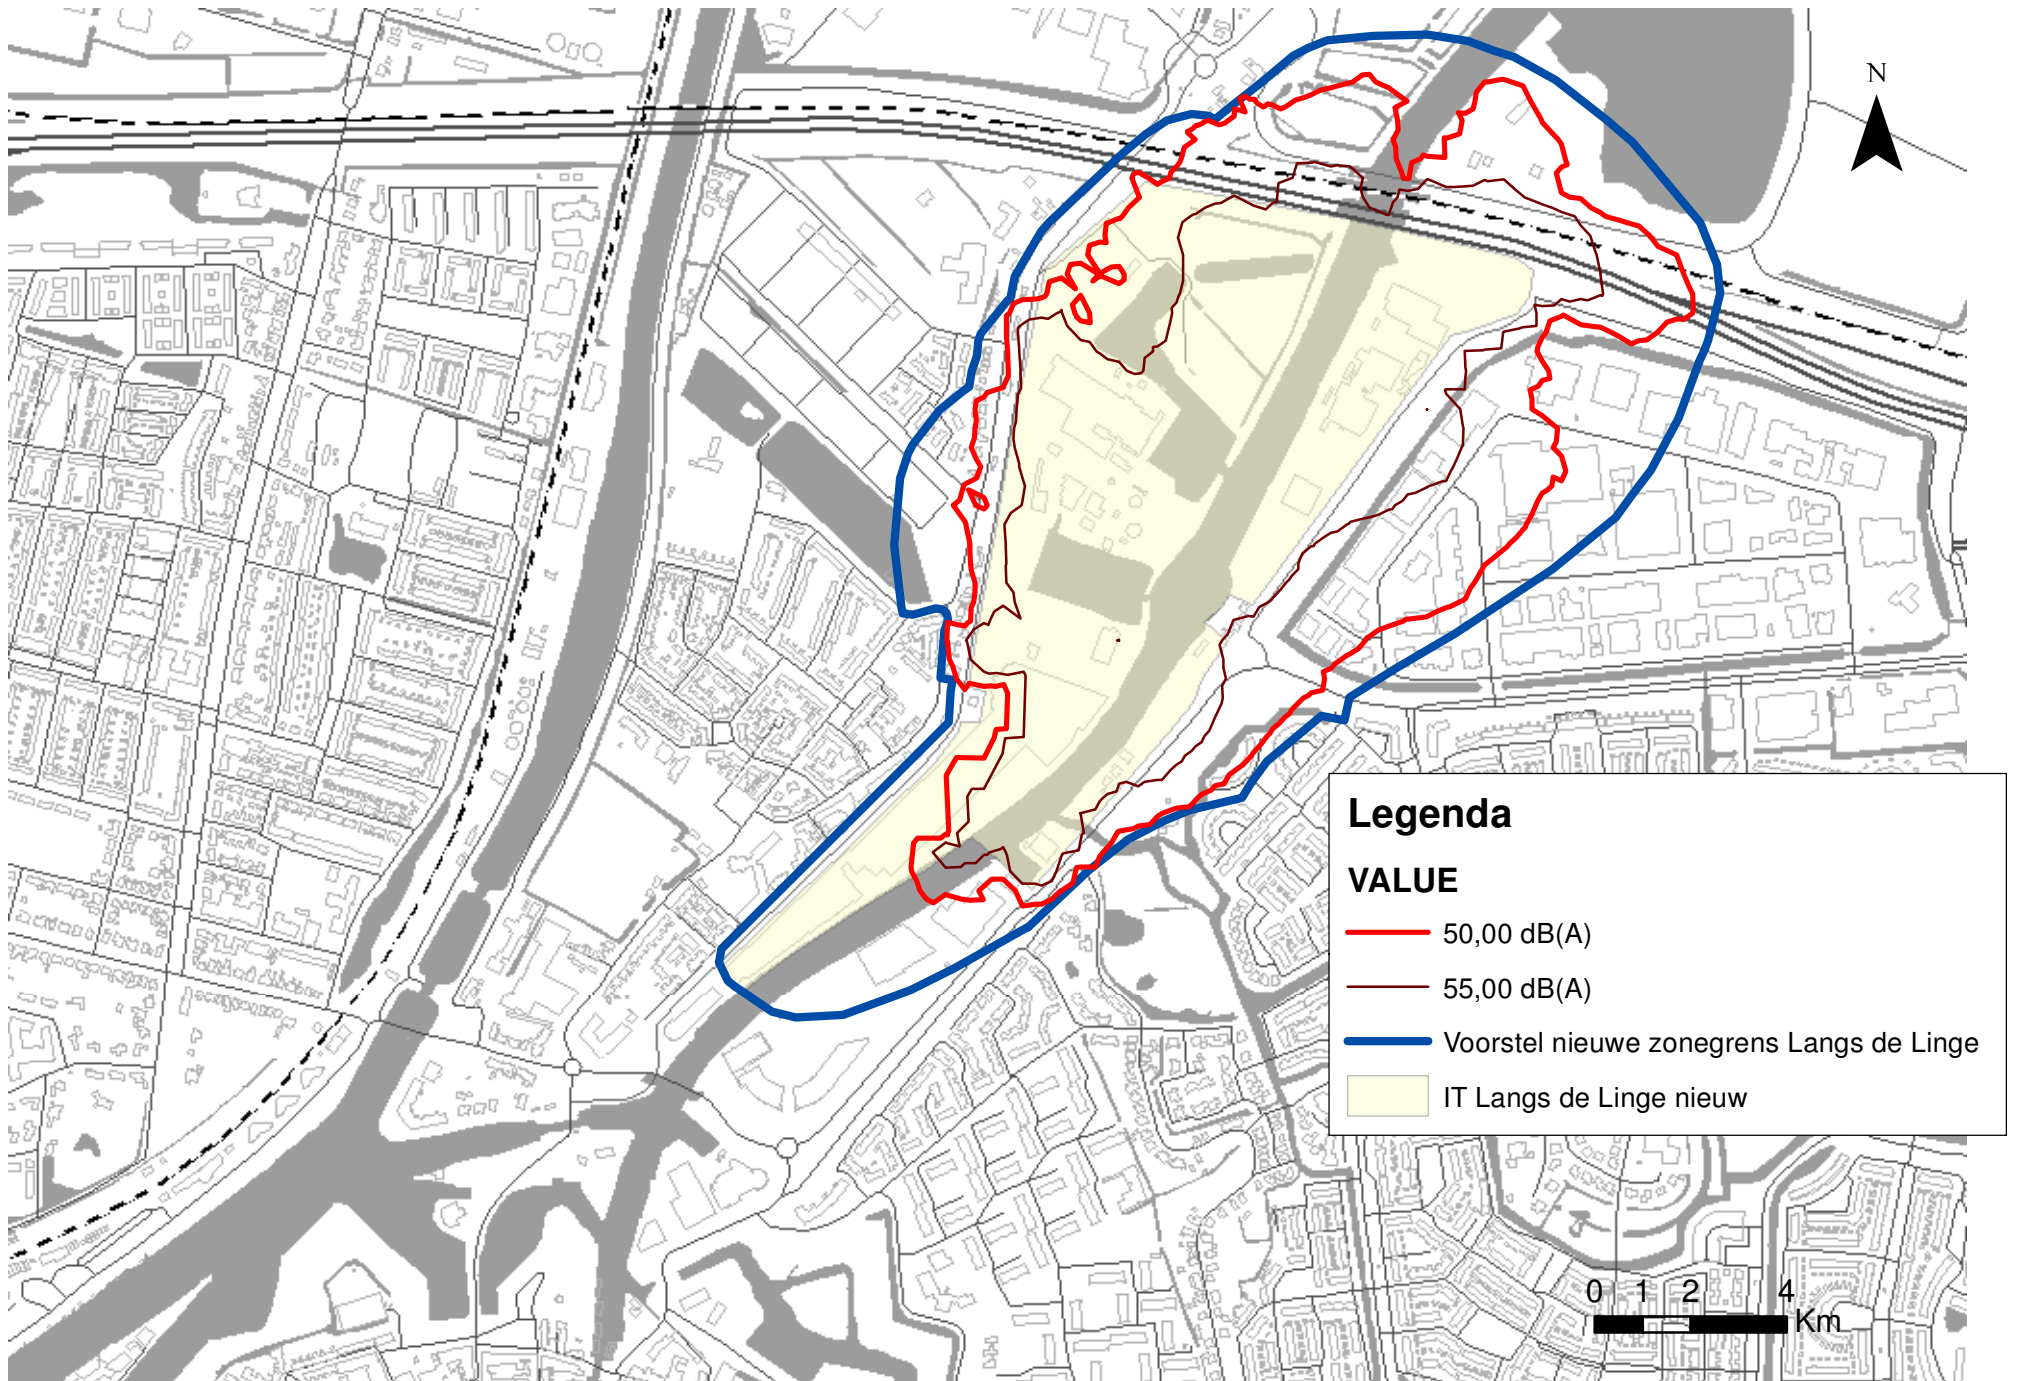 N
Legenda
VALUE
50,00 dB(A)
55,00 dB(A)
Voorstel nieuwe zonegrens Langs de Linge
IT Langs de Linge nieuw
0 1 2 4
Km